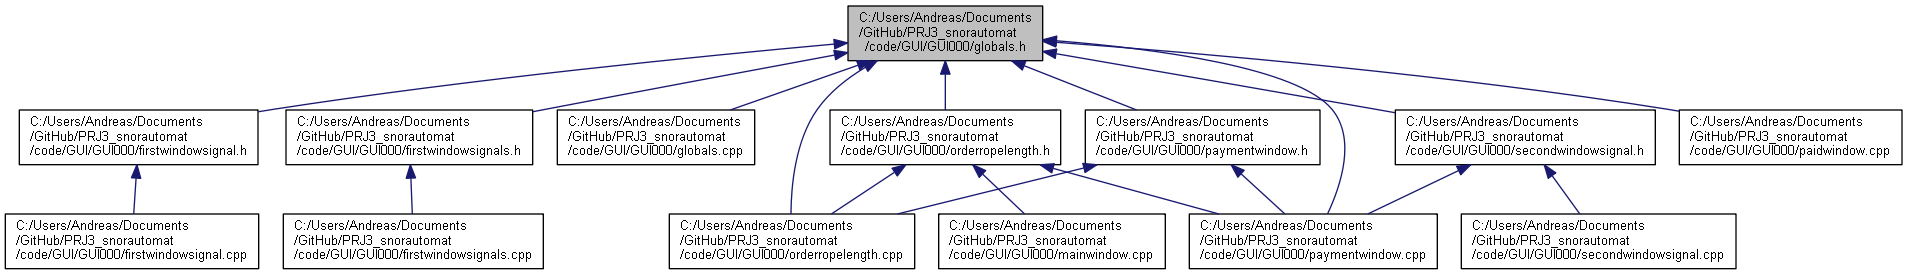 C:/Users/Andreas/Documents
/GitHub/PRJ3_snorautomat
/code/GUI/GUI000/globals.h
C:/Users/Andreas/Documents
/GitHub/PRJ3_snorautomat
/code/GUI/GUI000/firstwindowsignal.h
C:/Users/Andreas/Documents
/GitHub/PRJ3_snorautomat
/code/GUI/GUI000/firstwindowsignals.h
C:/Users/Andreas/Documents
/GitHub/PRJ3_snorautomat
/code/GUI/GUI000/globals.cpp
C:/Users/Andreas/Documents
/GitHub/PRJ3_snorautomat
/code/GUI/GUI000/orderropelength.h
C:/Users/Andreas/Documents
/GitHub/PRJ3_snorautomat
/code/GUI/GUI000/paymentwindow.h
C:/Users/Andreas/Documents
/GitHub/PRJ3_snorautomat
/code/GUI/GUI000/secondwindowsignal.h
C:/Users/Andreas/Documents
/GitHub/PRJ3_snorautomat
/code/GUI/GUI000/paidwindow.cpp
C:/Users/Andreas/Documents
/GitHub/PRJ3_snorautomat
/code/GUI/GUI000/firstwindowsignal.cpp
C:/Users/Andreas/Documents
/GitHub/PRJ3_snorautomat
/code/GUI/GUI000/firstwindowsignals.cpp
C:/Users/Andreas/Documents
/GitHub/PRJ3_snorautomat
/code/GUI/GUI000/orderropelength.cpp
C:/Users/Andreas/Documents
/GitHub/PRJ3_snorautomat
/code/GUI/GUI000/mainwindow.cpp
C:/Users/Andreas/Documents
/GitHub/PRJ3_snorautomat
/code/GUI/GUI000/paymentwindow.cpp
C:/Users/Andreas/Documents
/GitHub/PRJ3_snorautomat
/code/GUI/GUI000/secondwindowsignal.cpp